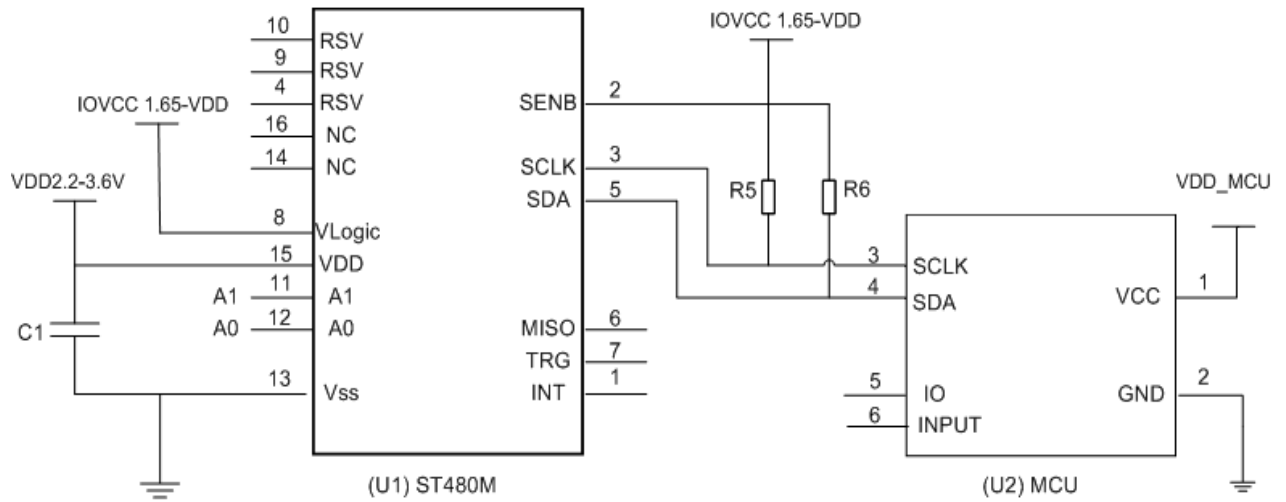 10
RSV
9
RSV
4
RSV
16
NC
14
NC
IOVCC 1.65-VDD
VDD2.2-3.6V
8
VLogic
15
VDD
A1
11
A1
A0
12
A0
C1
13
Vss
SENB
2
SCLK
3
SDA
5
MISO
6
TRG
7
INT
1
(U1) ST480M
IOVCC 1.65-VDD
R5
R6
VDD_MCU
3
SCLK
4
SDA
VCC
1
5
IO
6
INPUT
GND
2
(U2) MCU